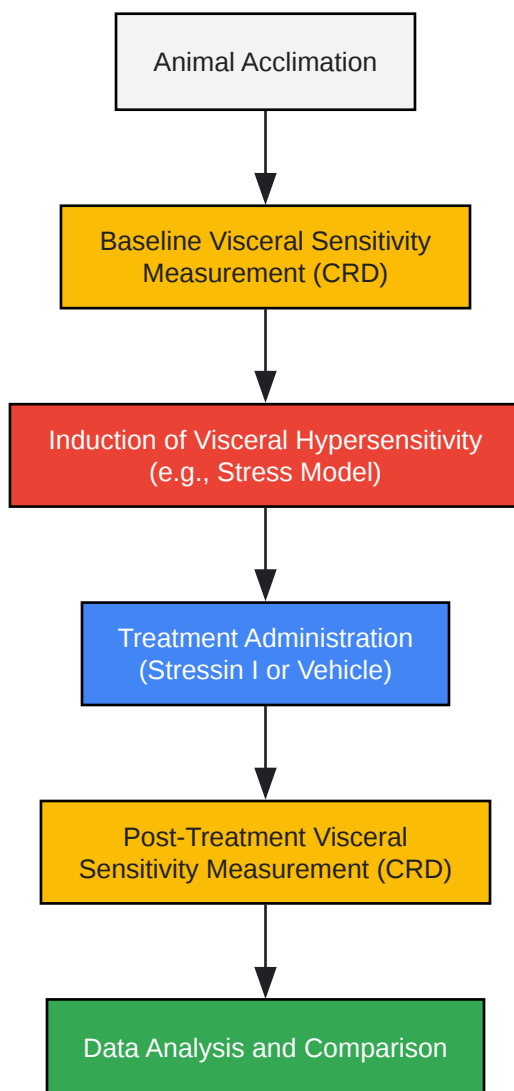 Animal Acclimation
Baseline Visceral Sensitivity
Measurement (CRD)
Induction of Visceral Hypersensitivity
(e.g., Stress Model)
Treatment Administration
(Stressin I or Vehicle)
Post-Treatment Visceral
Sensitivity Measurement (CRD)
Data Analysis and Comparison